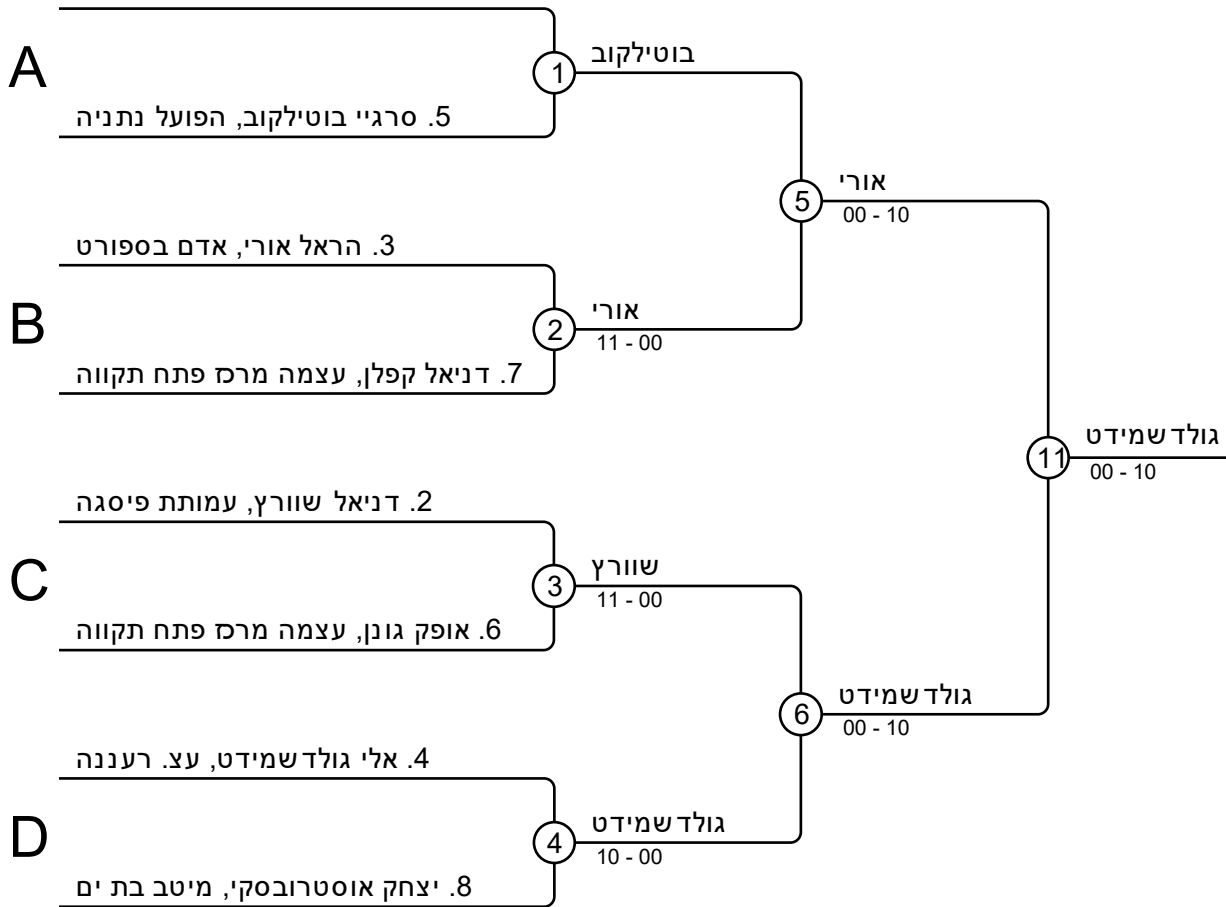 A
1
בוטילקוב
5. סרגיי בוטילקוב, הפועל נתניה
5
אורי
00 - 10
3. הראל אורי, אדם בספורט
B
2
אורי
11 - 00
7. דניאל קפלן, עצמה מרכז פתח תקווה
11
גולדשמידט
00 - 10
2. דניאל שוורץ, עמותת פיסגה
C
3
שוורץ
11 - 00
6. אופק גונן, עצמה מרכז פתח תקווה
6
גולדשמידט
00 - 10
4. אלי גולדשמידט, עצ. רעננה
D
4
גולדשמידט
10 - 00
8. יצחק אוסטרובסקי, מיטב בת ים